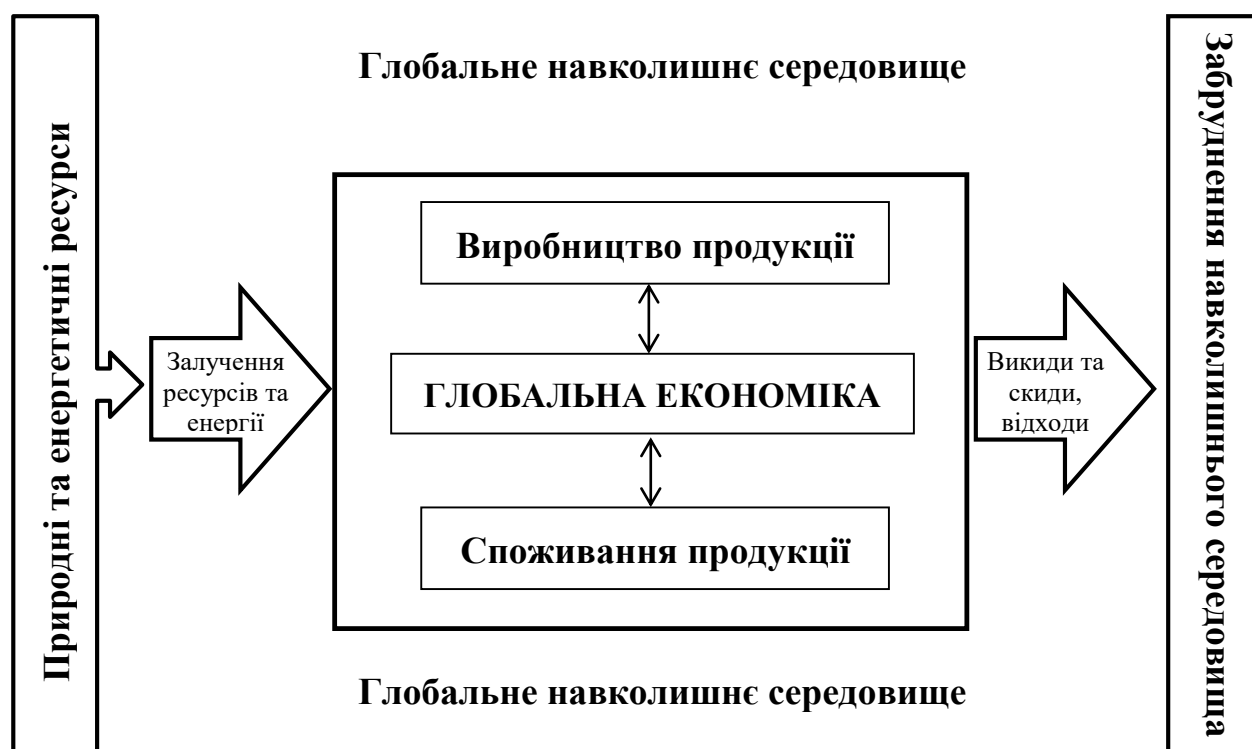 Природні та енергетичні ресурси
Глобальне навколишнє середовище
Залучення
ресурсів та
енергії
Виробництво продукції
ГЛОБАЛЬНА ЕКОНОМІКА
Споживання продукції
Викиди та
скиди,
відходи
Глобальне навколишнє середовище
Забруднення навколишнього середовища